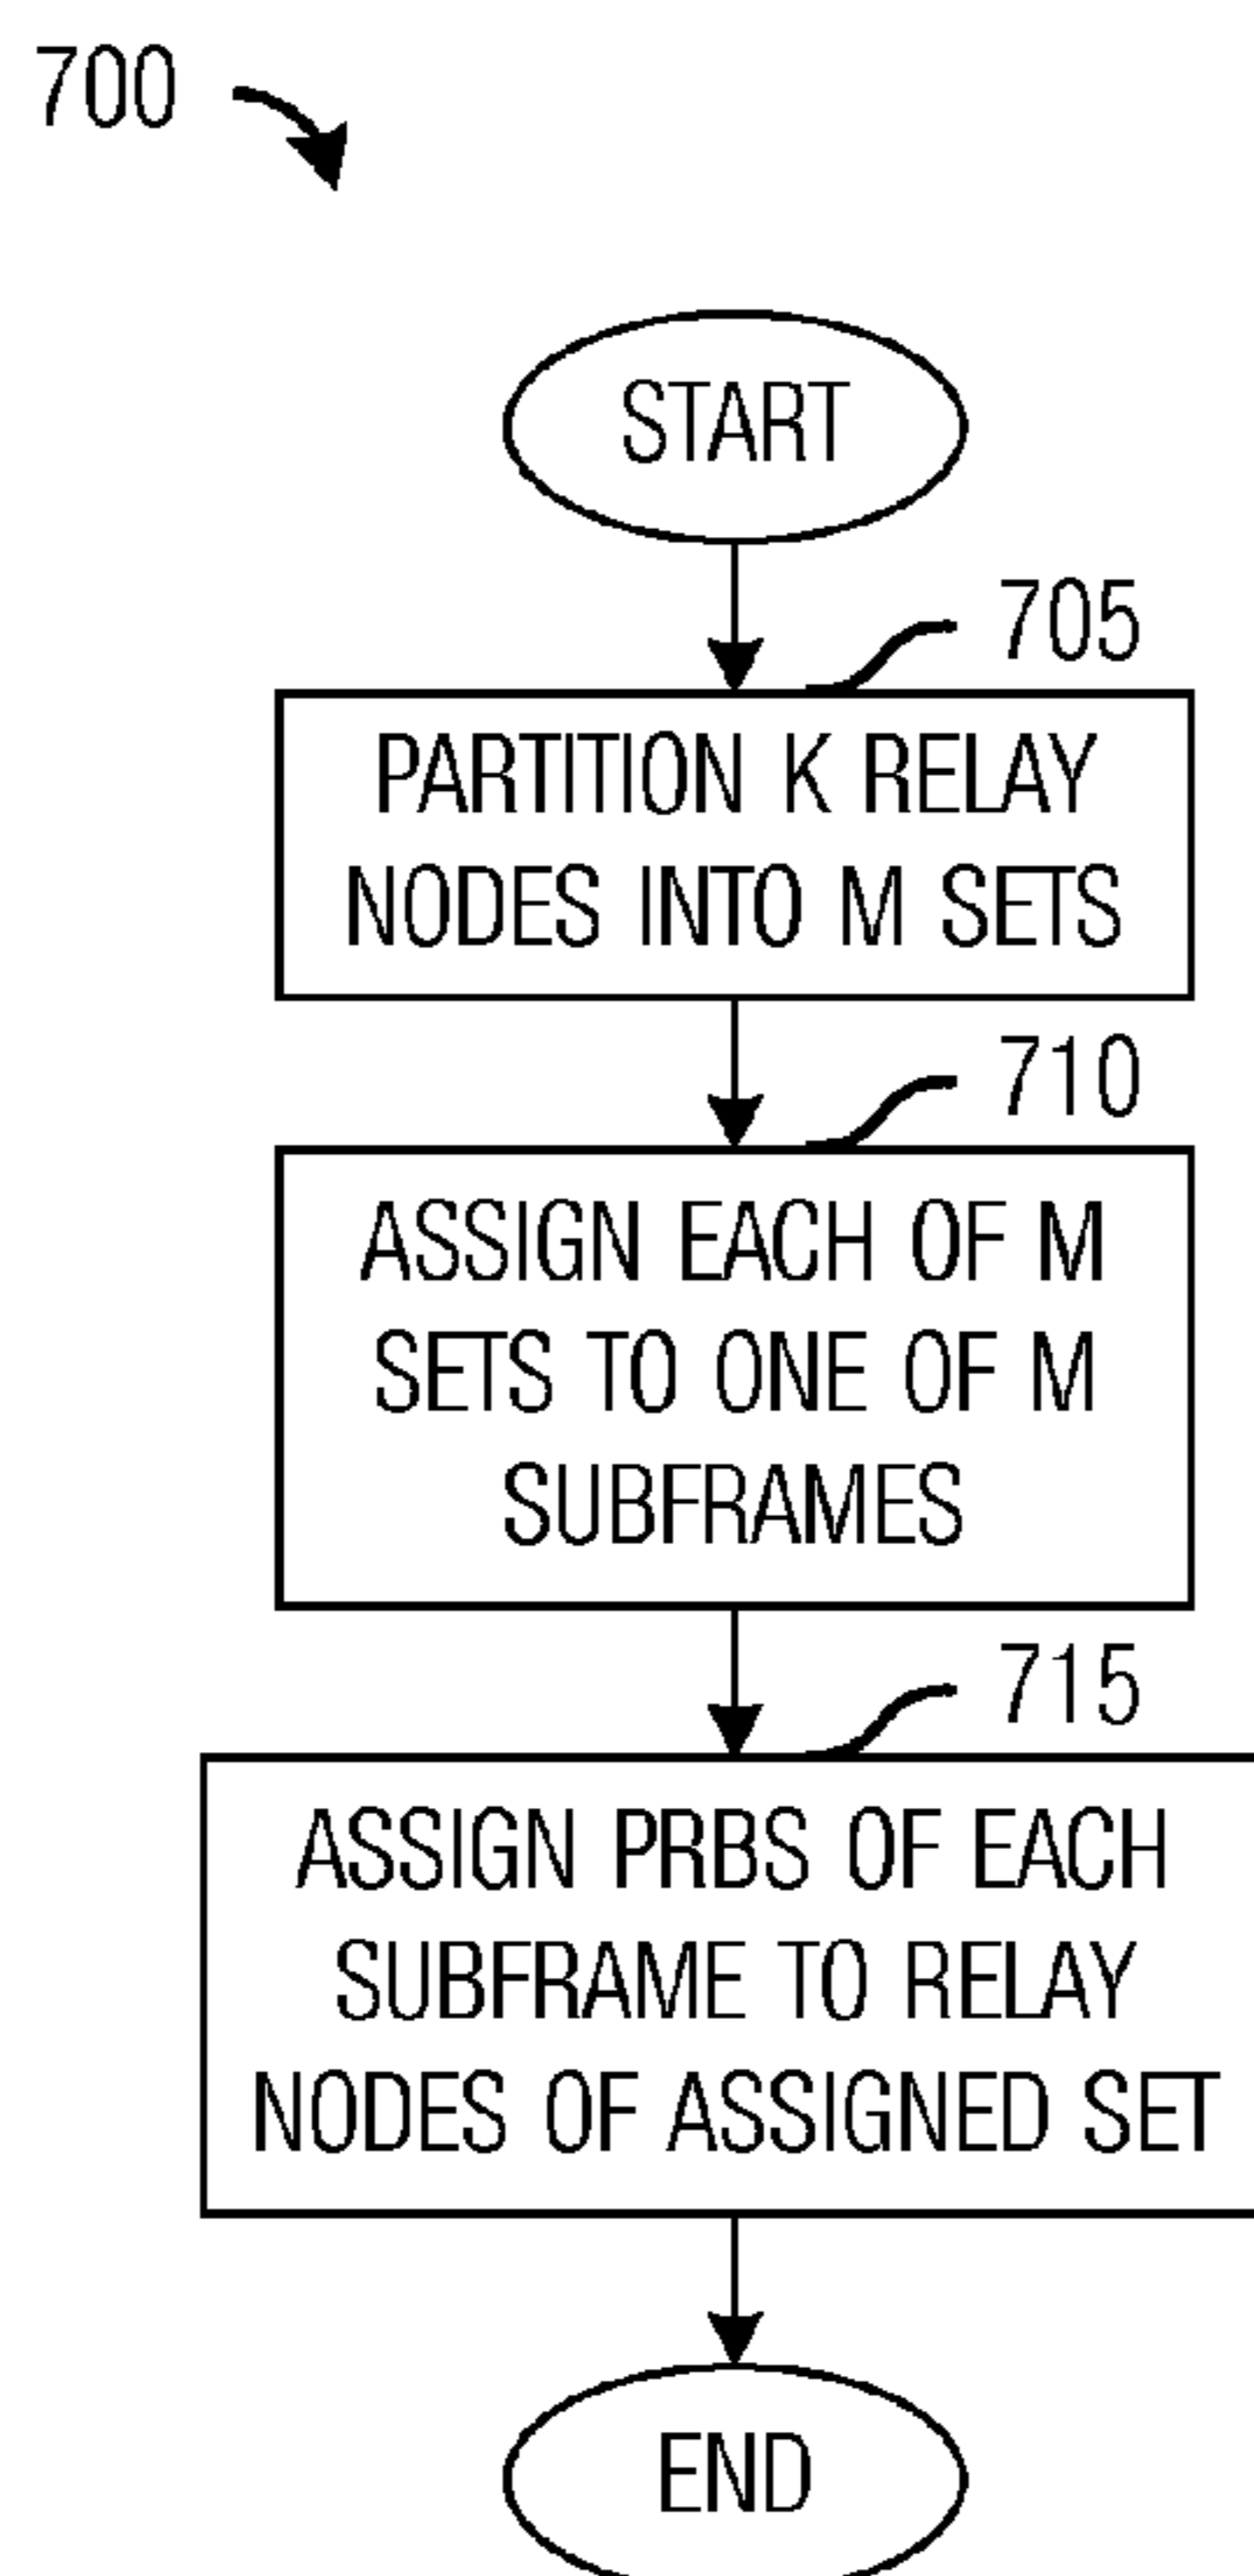 700
START
705
PARTITION K RELAY
NODES INTO M SETS
710
ASSIGN EACH OF M
SETS TO ONE OF M
SUBFRAMES
715
ASSIGN PRBS OF EACH
SUBFRAME TO RELAY
NODES OF ASSIGNED SET
END